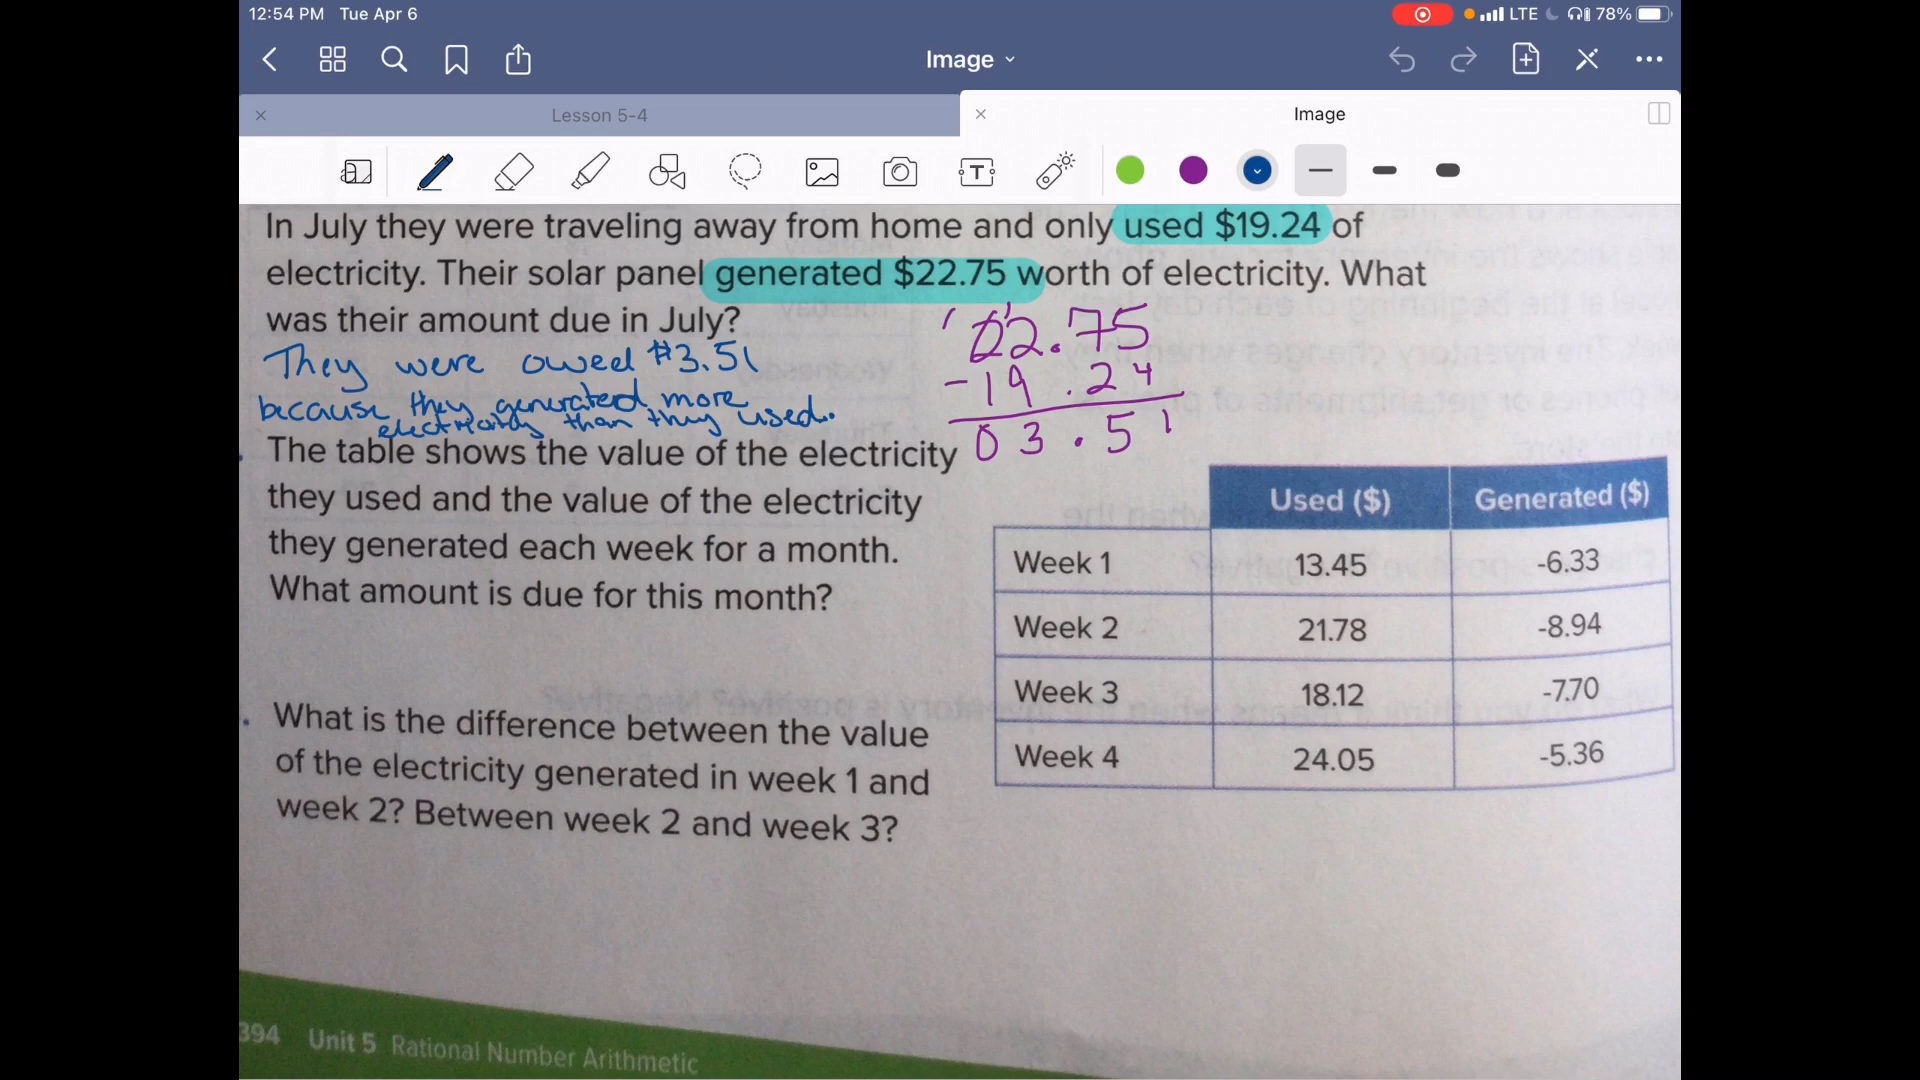 12:54 PM Tue Apr 6
LTE 78%
Image
Lesson 5-4
Image
In July they were traveling away from home and only used $19.24 of
electricity. Their solar panel generated $22.75 worth of electricity. What
was their amount due in July?
They were owed $3.51
because they generated more
electricity than they used.
22.75
- 19.24
03.51
The table shows the value of the electricity
they used and the value of the electricity
they generated each week for a month.
What amount is due for this month?
Used ($) Generated ($)
Week 1 13.45 -6.33
Week 2 21.78 -8.94
Week 3 18.12 -7.70
Week 4 24.05 -5.36
What is the difference between the value
of the electricity generated in week 1 and
week 2? Between week 2 and week 3?
394 Unit 5 Rational Number Arithmetic